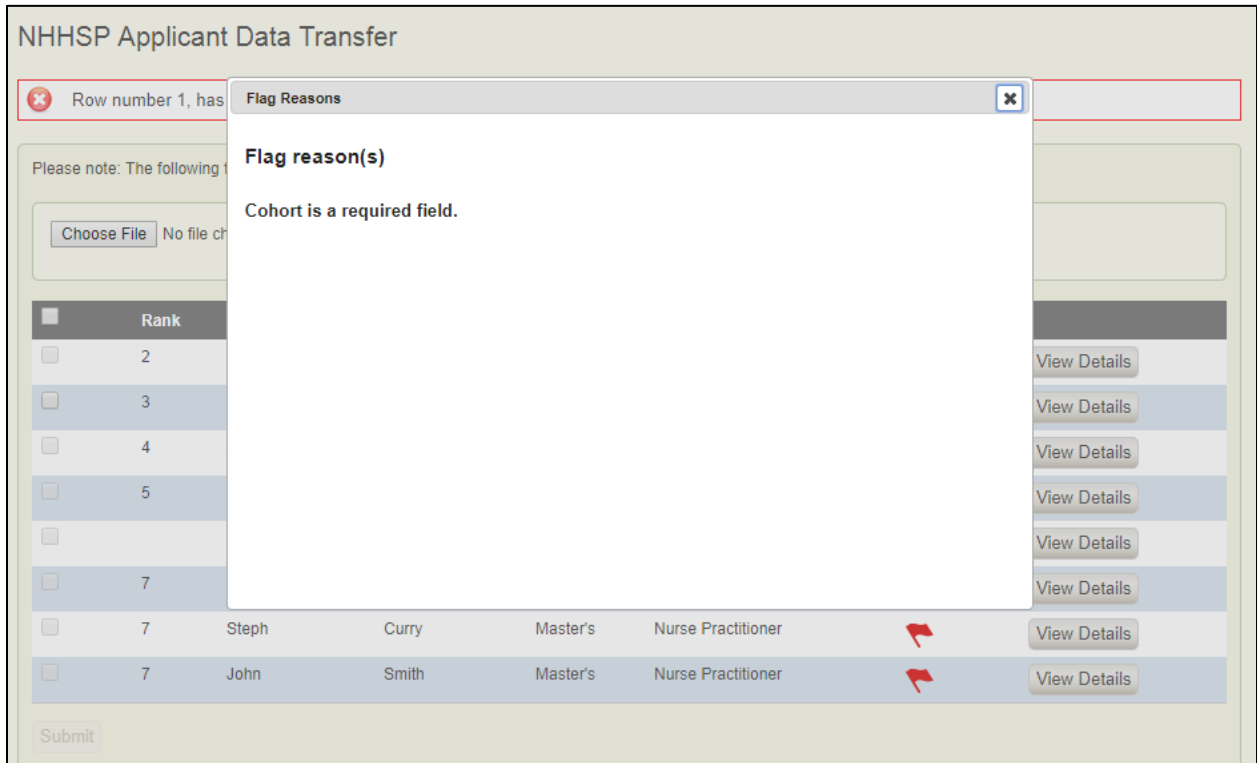 NHHSP Applicant Data Transfer
Row number 1, has
Flag Reasons
Flag reason(s)
Cohort is a required field.
Please note: The following
Choose File No file ch
Rank
2 View Details
3 View Details
4 View Details
5 View Details
View Details
7 View Details
7 Steph Curry Master's Nurse Practitioner View Details
7 John Smith Master's Nurse Practitioner View Details
Submit